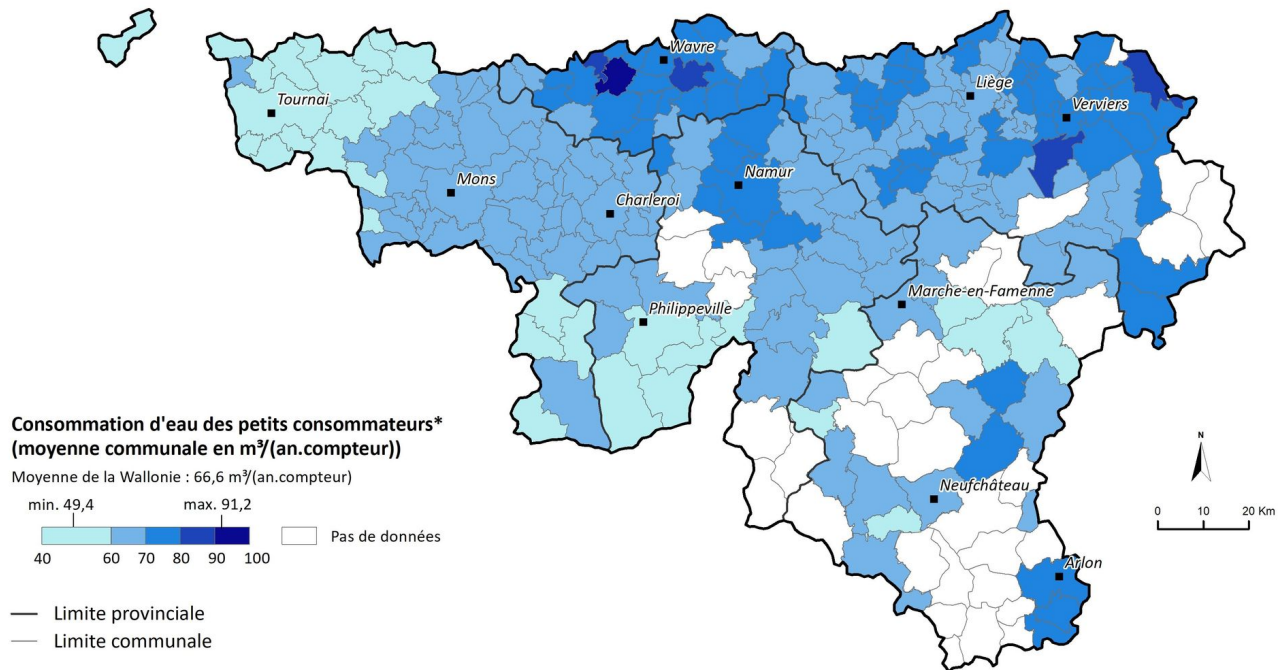 Wavre
Liège
Verviers
Tournai
Mons
Namur
Charleroi
Marche-en-Famenne
Philippeville
Neufchâteau
Arlon
Consommation d'eau des petits consommateurs*
(moyenne communale en m³/(an.compteur))
Moyenne de la Wallonie : 66,6 m³/(an.compteur)
min. 49,4 max. 91,2
40 60 70 80 90 100
Pas de données
Limite provinciale
Limite communale
N
0 10 20 Km